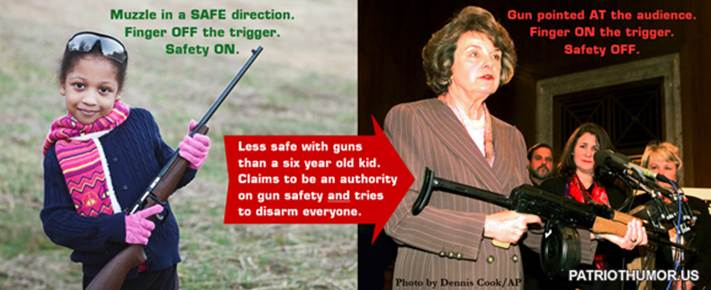 Muzzle in a SAFE direction.
Finger OFF the trigger.
Safety ON.
Gun pointed AT the audience.
Finger ON the trigger.
Safety OFF.
Less safe with guns
than a six year old kid.
Claims to be an authority
on gun safety and tries
to disarm everyone.
Photo by Dennis Cook/AP
PATRIOTHUMOR.US